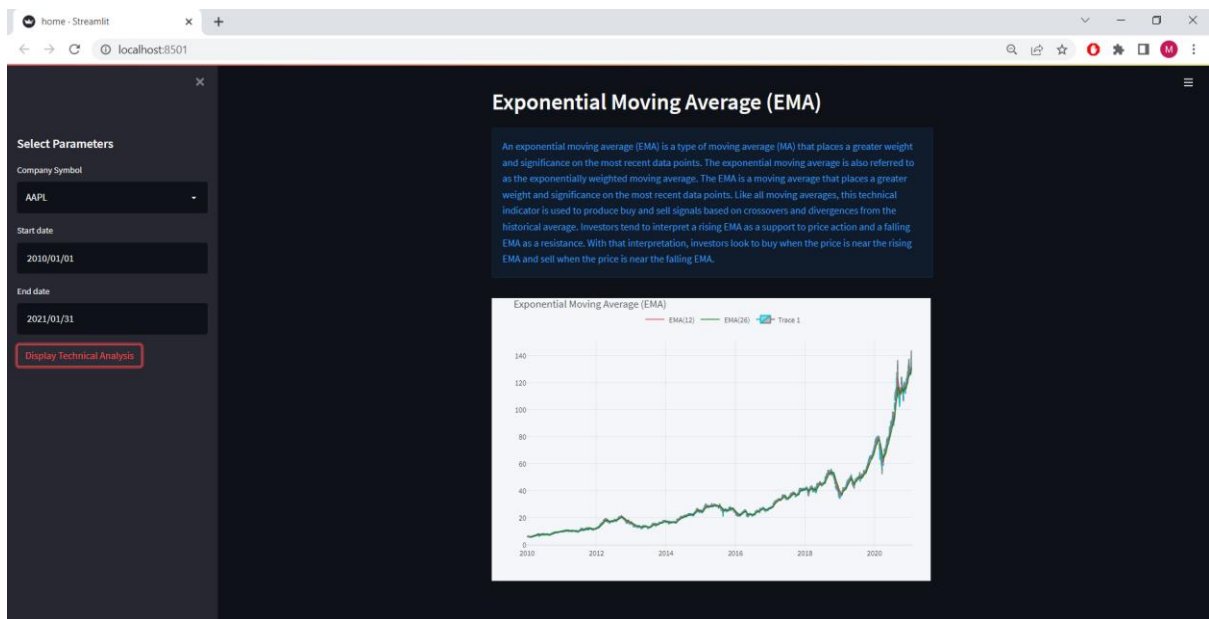 home · Streamlit
localhost:8501
M
Select Parameters
Company Symbol
AAPL
Start date
2010/01/01
End date
2021/01/31
Display Technical Analysis
Exponential Moving Average (EMA)
An exponential moving average (EMA) is a type of moving average (MA) that places a greater weight
and significance on the most recent data points. The exponential moving average is also referred to
as the exponentially weighted moving average. The EMA is a moving average that places a greater
weight and significance on the most recent data points. Like all moving averages, this technical
indicator is used to produce buy and sell signals based on crossovers and divergences from the
historical average. Investors tend to interpret a rising EMA as a support to price action and a falling
EMA as a resistance. With that interpretation, investors look to buy when the price is near the rising
EMA and sell when the price is near the falling EMA.
Exponential Moving Average (EMA)
EMA(12) EMA(26) Trace 1
140
120
100
80
60
40
20
0
2010 2012 2014 2016 2018 2020